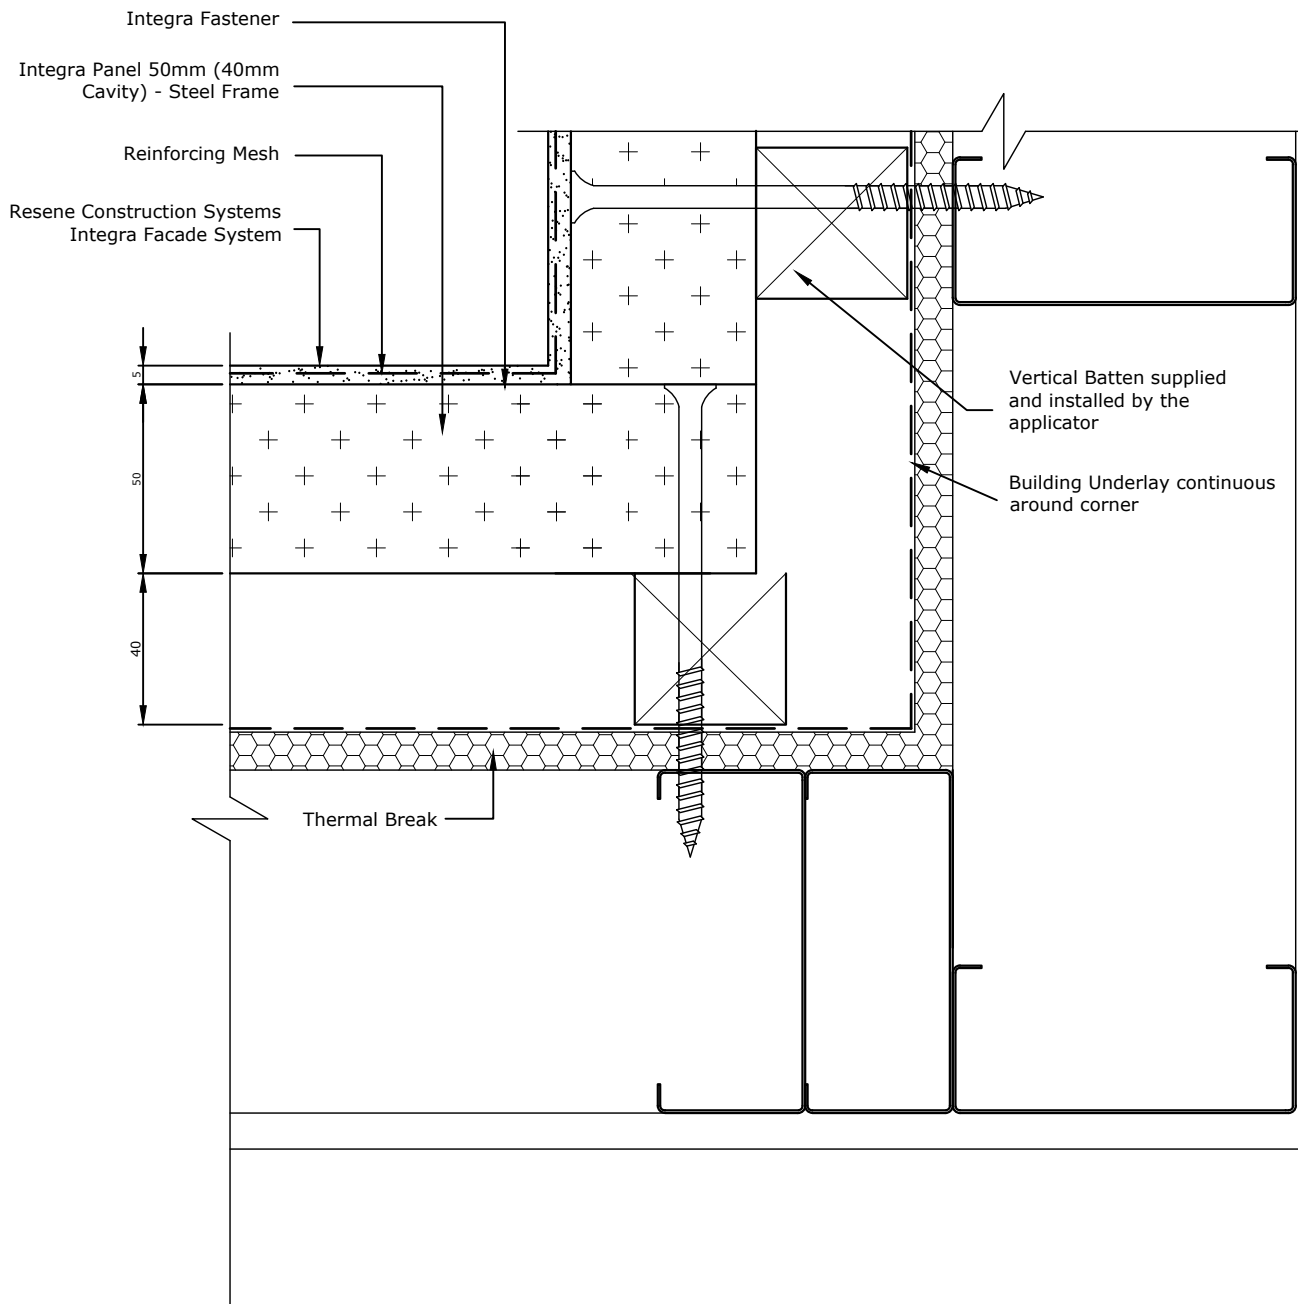 Integra Fastener
Integra Panel 50mm (40mm
Cavity) - Steel Frame
Reinforcing Mesh
Resene Construction Systems
Integra Facade System
5
50
40
Vertical Batten supplied
and installed by the
applicator
Building Underlay continuous
around corner
Thermal Break